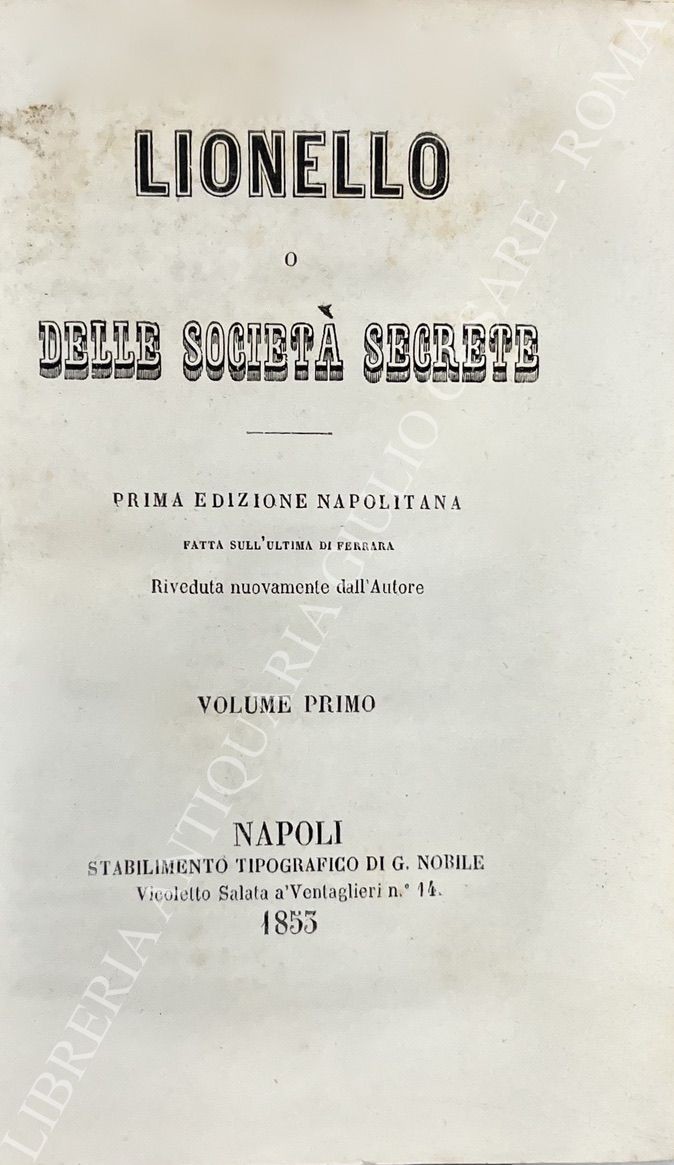 LIONELLO
O
DELLE SOCIETÀ SECRETE
PRIMA EDIZIONE NAPOLITANA
FATTA SULL'ULTIMA DI FERRARA
Riveduta nuovamente dall'Autore
VOLUME PRIMO
NAPOLI
STABILIMENTO TIPOGRAFICO DI G. NOBILE
Vicoletto Salata a'Ventaglieri n.° 14.
1853
LIBRERIA ANTIQUARIA GIULIO CESARE - ROMA